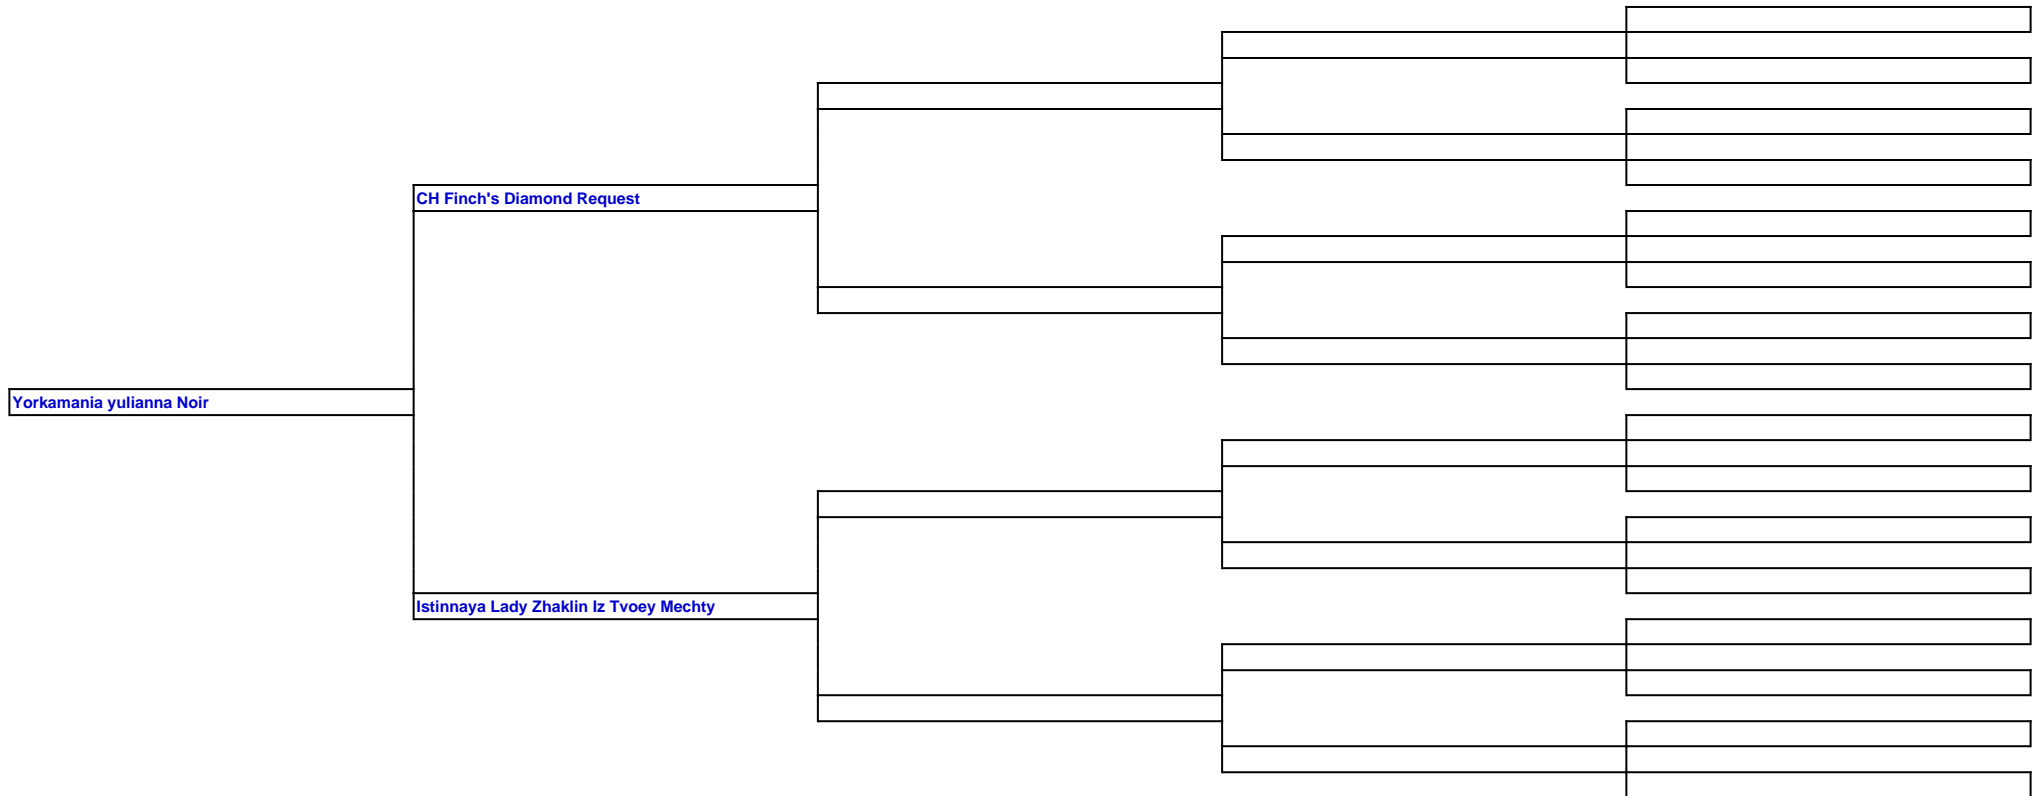 CH Finch's Diamond Request
Yorkamania yulianna Noir
Istinnaya Lady Zhaklin Iz Tvoey Mechty